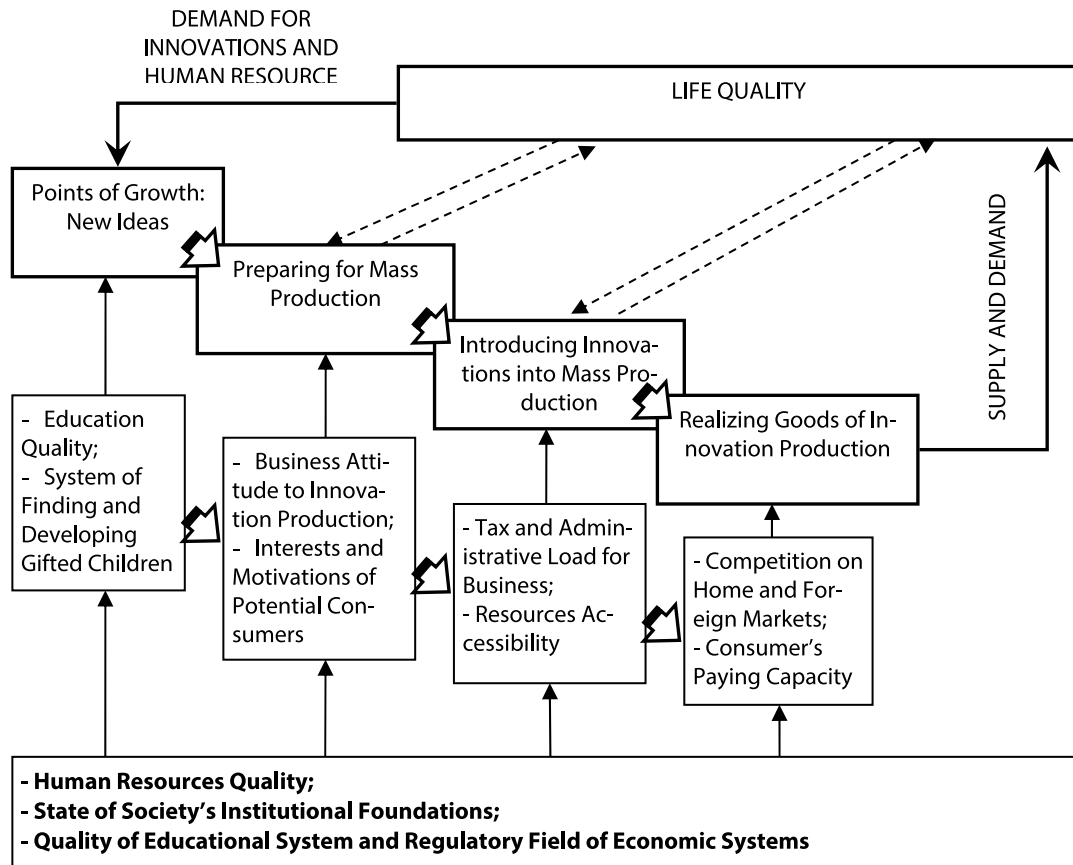 DEMAND FOR
INNOVATIONS AND
HUMAN RESOURCE
LIFE QUALITY
Points of Growth:
New Ideas
Preparing for Mass
Production
Introducing Innova-
tions into Mass Pro-
duction
Realizing Goods of In-
novation Production
SUPPLY AND DEMAND
- Education
Quality;
- System of
Finding and
Developing
Gifted Children
- Business Atti-
tude to Innova-
tion Production;
- Interests and
Motivations of
Potential Con-
sumers
- Tax and Admin-
istrative Load for
Business;
- Resources Ac-
cessibility
- Competition on
Home and For-
eign Markets;
- Consumer’s
Paying Capacity
- Human Resources Quality;
- State of Society’s Institutional Foundations;
- Quality of Educational System and Regulatory Field of Economic Systems